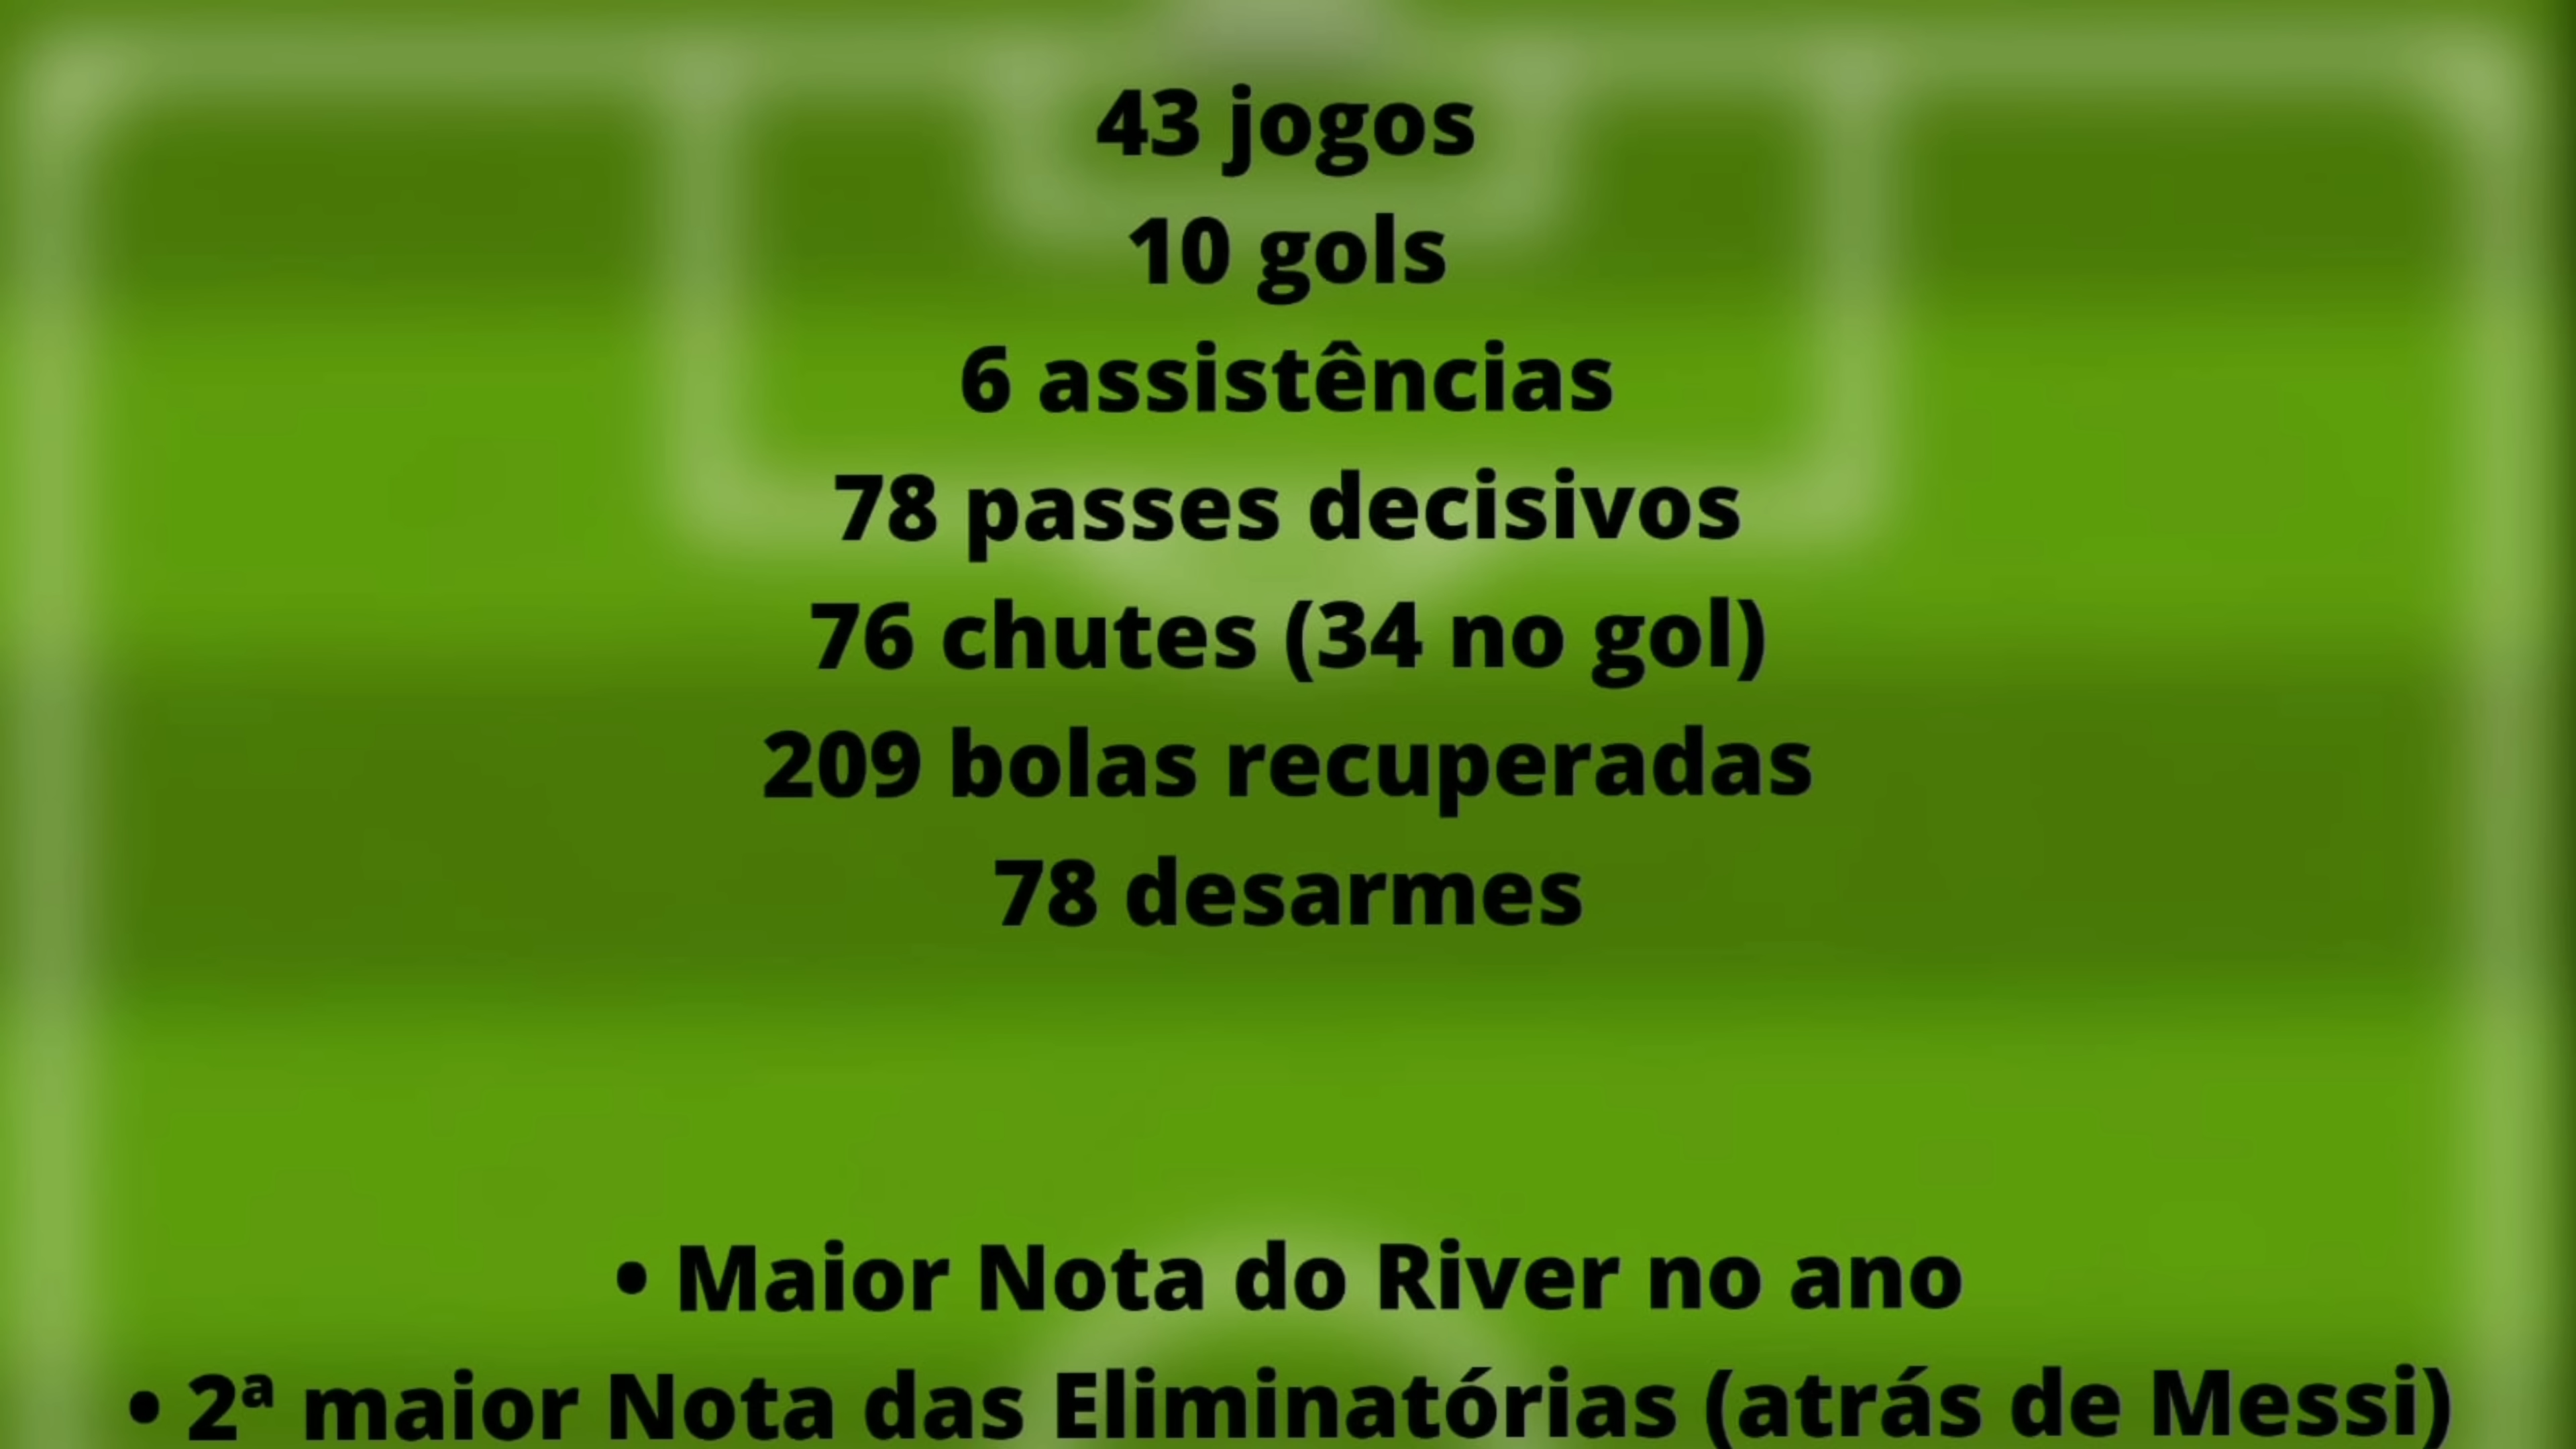 43 jogos
10 gols
6 assistências
78 passes decisivos
76 chutes (34 no gol)
209 bolas recuperadas
78 desarmes
• Maior Nota do River no ano
• 2ª maior Nota das Eliminatórias (atrás de Messi)